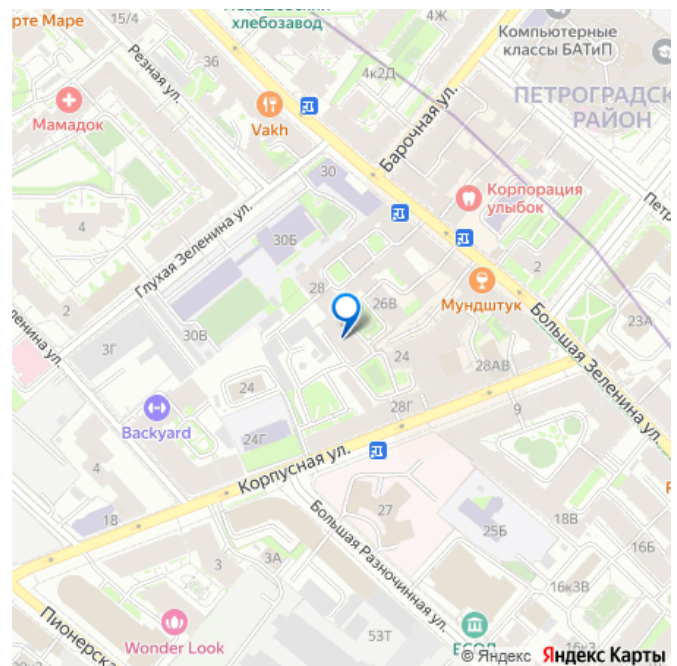 15/4
4Ж
хлебозавод
Компьютерные
классы БАТиП
рте Маре
Резная ул.
36
4к2Д
ПЕТРОГРАДСК
РАЙОН
Мамадок
Vakh
Барочная ул.
30
Корпорация
улыбок
Петр
4
Глухая Зеленина ул.
30Б
2
28
26В
Мундштук
2
23А
еленина ул.
3Г
30В
24
28АВ
Большая Зеленина ул.
24
Backyard
28Г
9
24Г
Корпусная ул.
4
18
27
25Б
18В
16Б
3
3А
Большая Разночинная ул.
16к3В
Пионерска
Wonder Look
53Т
© Яндекс Яндекс Карты